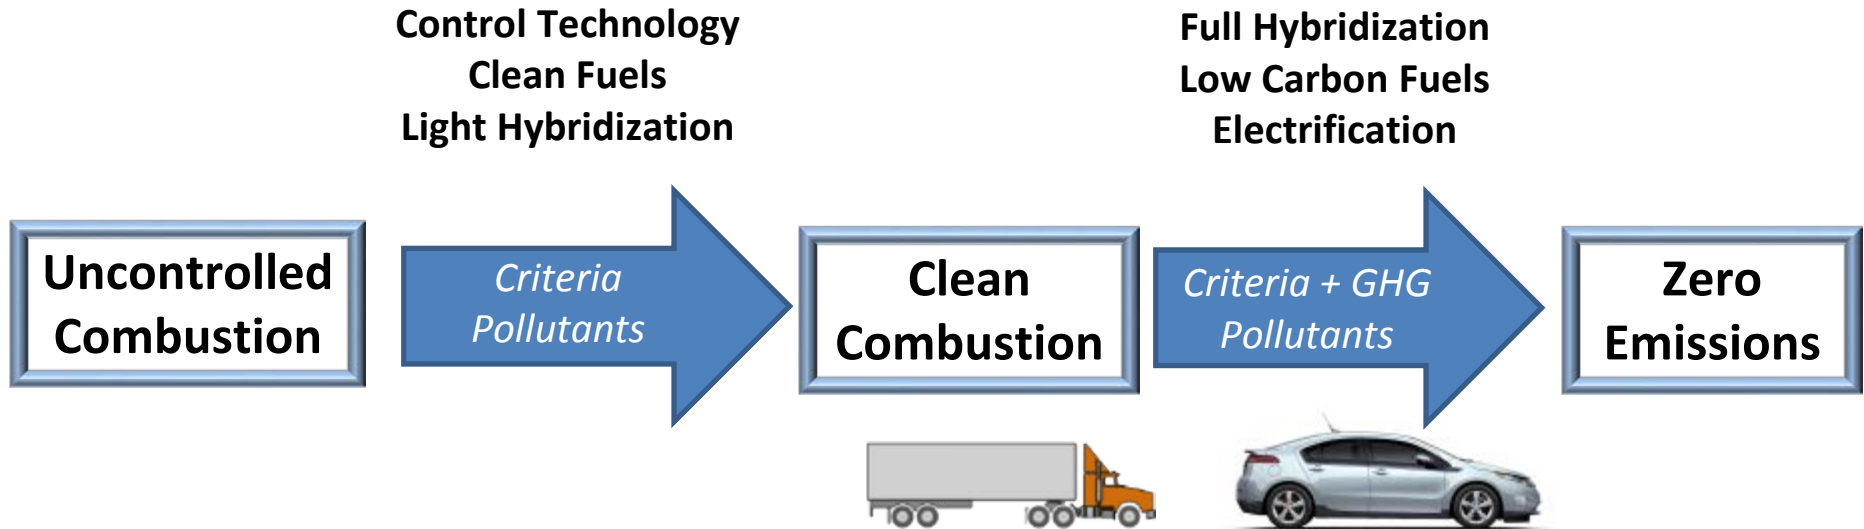 Control Technology
Clean Fuels
Light Hybridization
Full Hybridization
Low Carbon Fuels
Electrification
Uncontrolled
Combustion
Criteria
Pollutants
Clean
Combustion
Criteria + GHG
Pollutants
Zero
Emissions